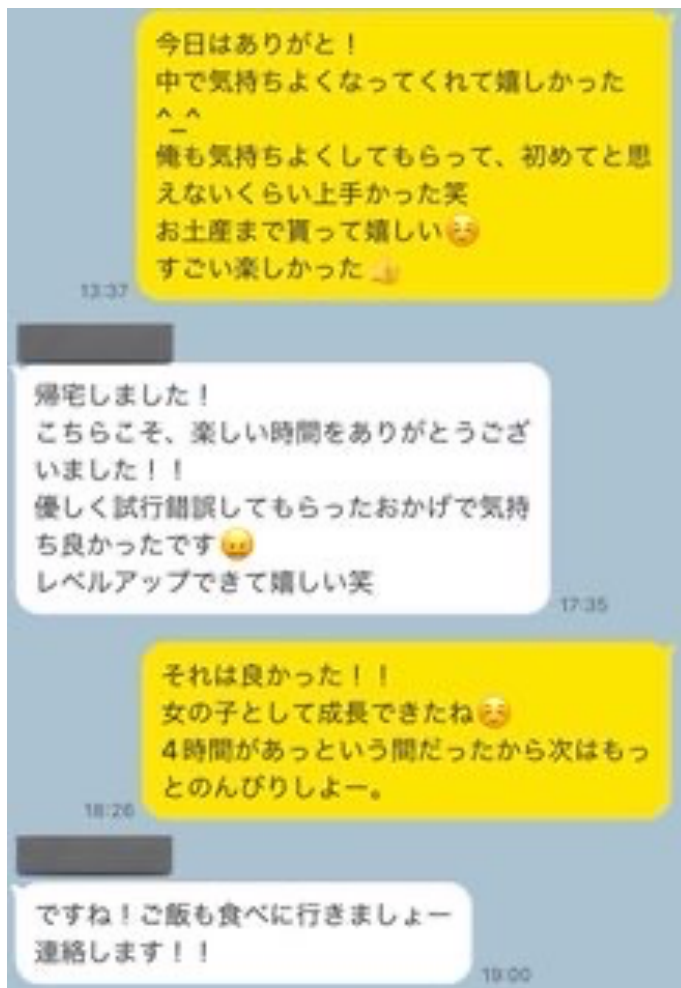 今日はありがと！
中で気持ちよくなってくれて嬉しかった
^_^
俺も気持ちよくしてもらって、初めてと思
えないくらい上手かった笑
お土産まで貰って嬉しい☺️
すごい楽しかった👍
13:37
帰宅しました！
こちらこそ、楽しい時間をありがとうござ
いました！！
優しく試行錯誤してもらったおかげで気持
ち良かったです
レベルアップできて嬉しい笑
17:35
それは良かった！！
女の子として成長できたね☺️
4時間があっという間だったから次はもっ
とのんびりしよー。
18:26
ですね！ご飯も食べに行きましょー
連絡します！！
19:00